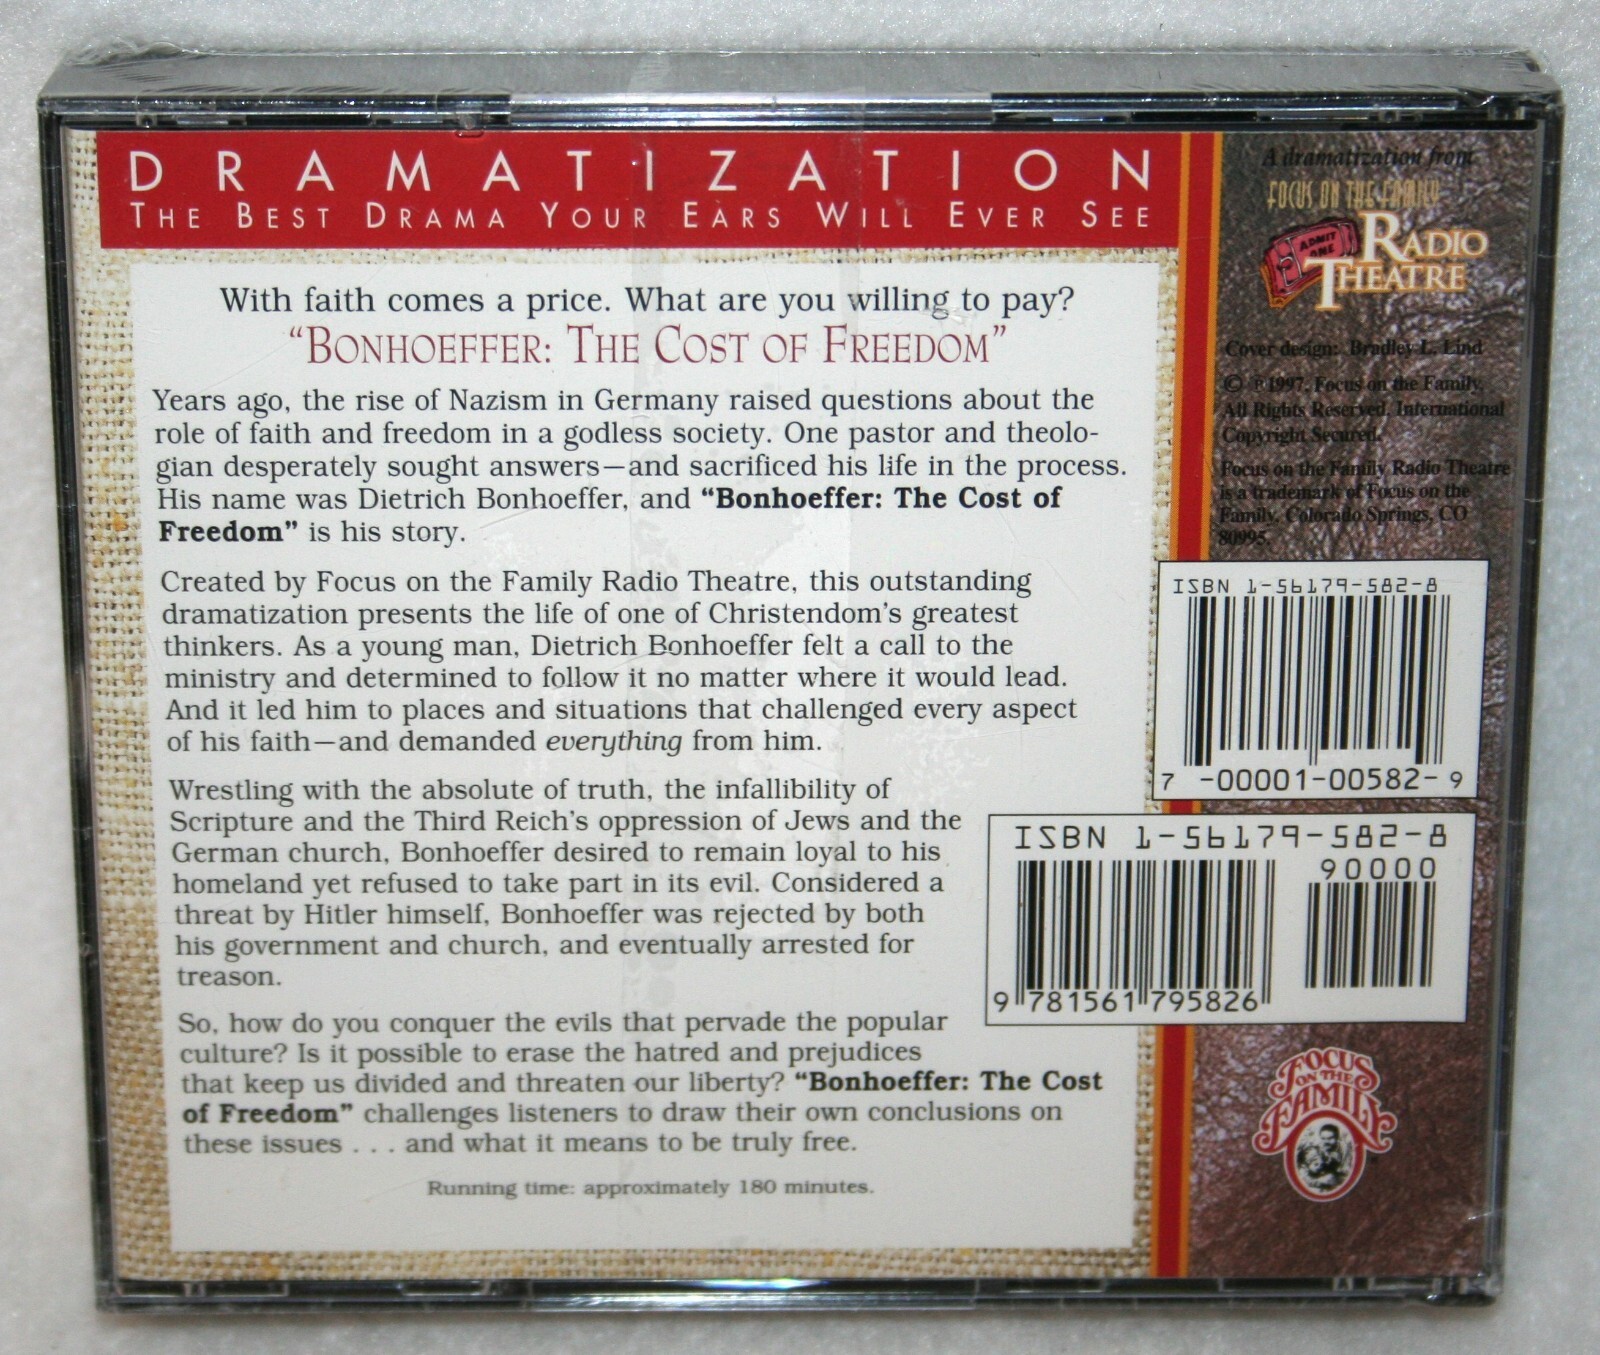 DRAMATIZATION
THE BEST DRAMA YOUR EARS WILL EVER SEE
With faith comes a price. What are you willing to pay?
“BONHOEFFER: THE COST OF FREEDOM”
Years ago, the rise of Nazism in Germany raised questions about the
role of faith and freedom in a godless society. One pastor and theolo-
gian desperately sought answers—and sacrificed his life in the process.
His name was Dietrich Bonhoeffer, and “Bonhoeffer: The Cost of
Freedom” is his story.
Created by Focus on the Family Radio Theatre, this outstanding
dramatization presents the life of one of Christendom’s greatest
thinkers. As a young man, Dietrich Bonhoeffer felt a call to the
ministry and determined to follow it no matter where it would lead.
And it led him to places and situations that challenged every aspect
of his faith—and demanded everything from him.
Wrestling with the absolute of truth, the infallibility of
Scripture and the Third Reich’s oppression of Jews and the
German church, Bonhoeffer desired to remain loyal to his
homeland yet refused to take part in its evil. Considered a
threat by Hitler himself, Bonhoeffer was rejected by both
his government and church, and eventually arrested for
treason.
So, how do you conquer the evils that pervade the popular
culture? Is it possible to erase the hatred and prejudices
that keep us divided and threaten our liberty? “Bonhoeffer: The Cost
of Freedom” challenges listeners to draw their own conclusions on
these issues . . . and what it means to be truly free.
Running time: approximately 180 minutes.
A dramatization from
FOCUS ON THE FAMILY
ADMIT
ONE
RADIO
THEATRE
Cover design: Bradley L. Lind
© ℗ 1997, Focus on the Family.
All Rights Reserved. International
Copyright Secured.
Focus on the Family Radio Theatre
is a trademark of Focus on the
Family, Colorado Springs, CO
80995.
ISBN 1-56179-582-8
7 -00001-00582- 9
ISBN 1-56179-582-8
90000
9 781561 795826
FOCUS
ON THE
FAMILY